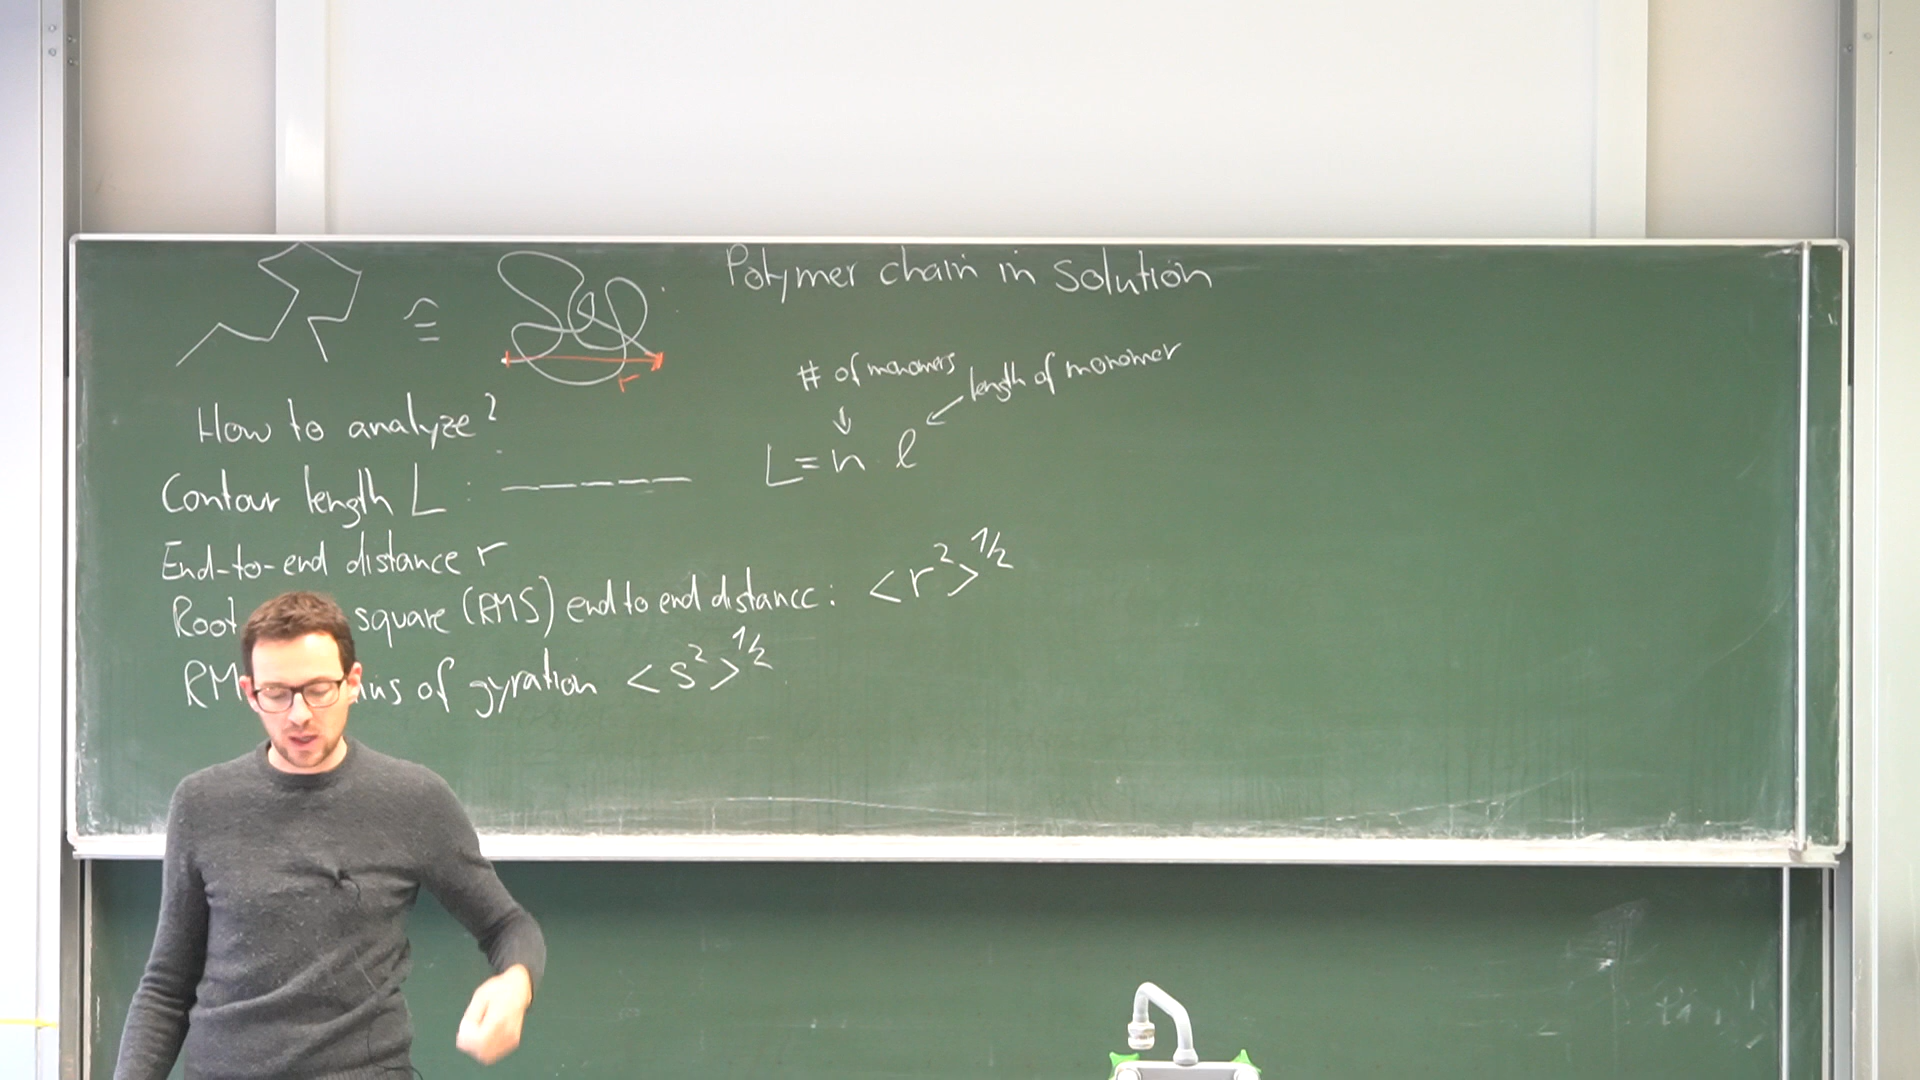 Polymer chain in solution
≅
r
# of monomers
length of monomer
How to analyze?
Contour length L :
L = n · l
End-to-end distance r
Root square (RMS) end to end distance : <r²>^1/2
of gyration <s²>^1/2